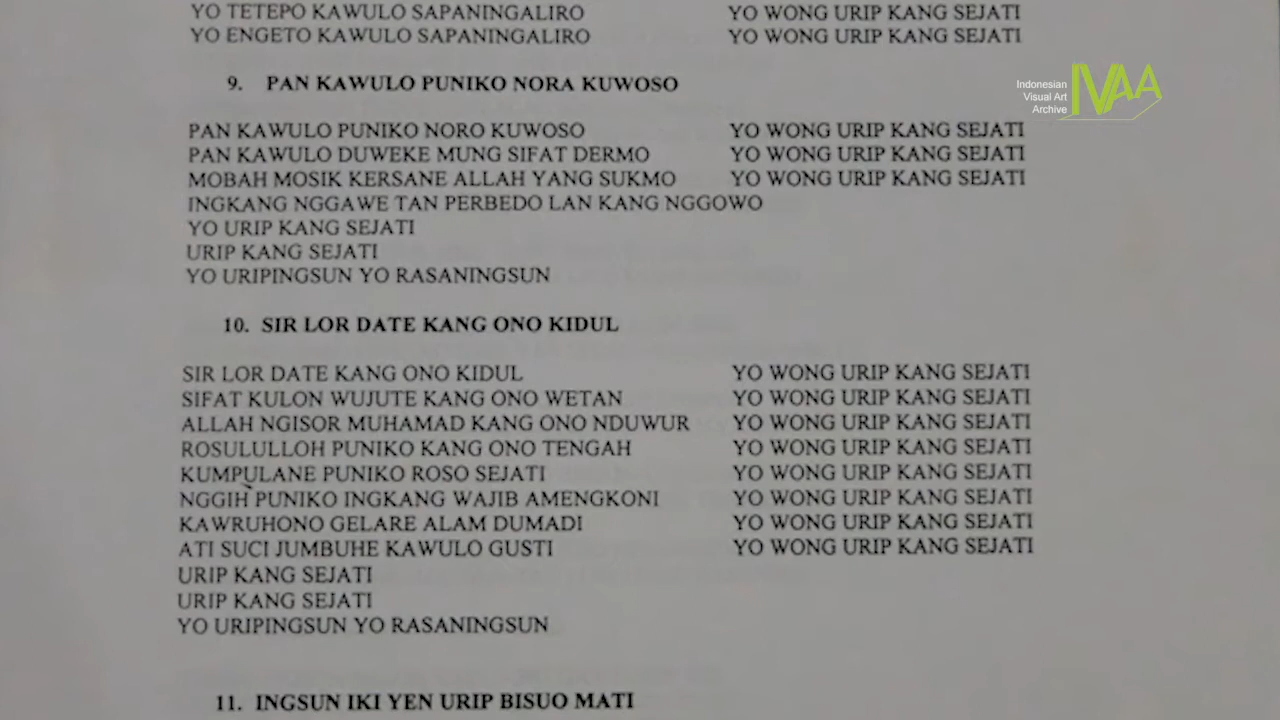 YO TETEPO KAWULO SAPANINGALIRO YO WONG URIP KANG SEJATI
YO ENGETO KAWULO SAPANINGALIRO YO WONG URIP KANG SEJATI
9. PAN KAWULO PUNIKO NORA KUWOSO
Indonesian
Visual Art
Archive
IVAA
PAN KAWULO PUNIKO NORO KUWOSO YO WONG URIP KANG SEJATI
PAN KAWULO DUWEKE MUNG SIFAT DERMO YO WONG URIP KANG SEJATI
MOBAH MOSIK KERSANE ALLAH YANG SUKMO YO WONG URIP KANG SEJATI
INGKANG NGGAWE TAN PERBEDO LAN KANG NGGOWO
YO URIP KANG SEJATI
URIP KANG SEJATI
YO URIPINGSUN YO RASANINGSUN
10. SIR LOR DATE KANG ONO KIDUL
SIR LOR DATE KANG ONO KIDUL YO WONG URIP KANG SEJATI
SIFAT KULON WUJUTE KANG ONO WETAN YO WONG URIP KANG SEJATI
ALLAH NGISOR MUHAMAD KANG ONO NDUWUR YO WONG URIP KANG SEJATI
ROSULULLOH PUNIKO KANG ONO TENGAH YO WONG URIP KANG SEJATI
KUMPULANE PUNIKO ROSO SEJATI YO WONG URIP KANG SEJATI
NGGIH PUNIKO INGKANG WAJIB AMENGKONI YO WONG URIP KANG SEJATI
KAWRUHONO GELARE ALAM DUMADI YO WONG URIP KANG SEJATI
ATI SUCI JUMBUHE KAWULO GUSTI YO WONG URIP KANG SEJATI
URIP KANG SEJATI
URIP KANG SEJATI
YO URIPINGSUN YO RASANINGSUN
11. INGSUN IKI YEN URIP BISUO MATI